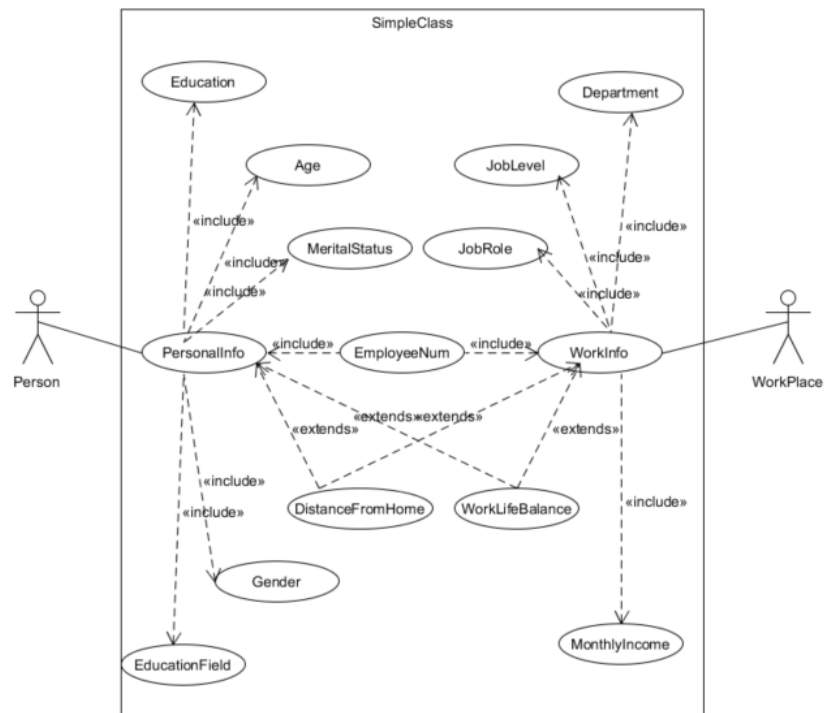 SimpleClass
Education
Department
Age
JobLevel
«include»
«include»
MeritalStatus
JobRole
«include»
«include»
«include»
«include»
«include»
«include»
PersonalInfo
EmployeeNum
WorkInfo
Person
WorkPlace
«extends»
«extends»
«extends»
«extends»
«include»
«include»
«include»
DistanceFromHome
WorkLifeBalance
Gender
EducationField
MonthlyIncome